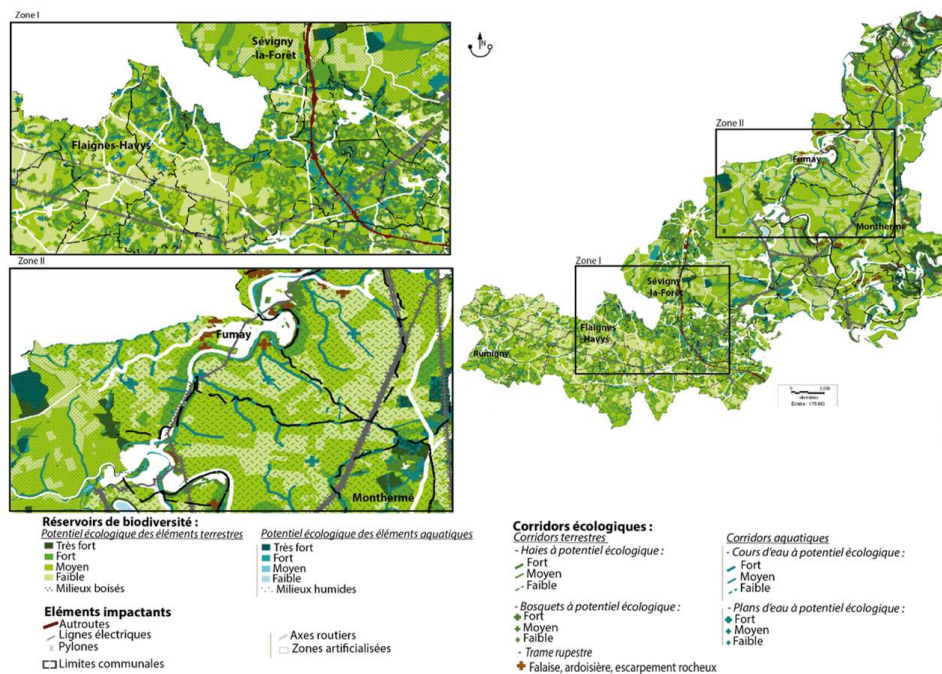 Zone I
Sévigny
-la-Forêt
Flaignes-Havys
Zone II
Fumay
Monthermé
N
Zone II
Fumay
Monthermé
Zone I
Sévigny
-la-Forêt
Flaignes
Havys
Rumigny
Réservoirs de biodiversité :
Potentiel écologique des éléments terrestres
Très fort
Fort
Moyen
Faible
Milieux boisés
Potentiel écologique des éléments aquatiques
Très fort
Fort
Moyen
Faible
Milieux humides
Eléments impactants
Autroutes
Lignes électriques
Pylones
Limites communales
Axes routiers
Zones artificialisées
Corridors écologiques :
Corridors terrestres
- Haies à potentiel écologique :
Fort
Moyen
Faible
- Bosquets à potentiel écologique :
Fort
Moyen
Faible
- Trame rupestre
Falaise, ardoisière, escarpement rocheux
Corridors aquatiques
- Cours d'eau à potentiel écologique :
Fort
Moyen
Faible
- Plans d'eau à potentiel écologique :
Fort
Moyen
Faible